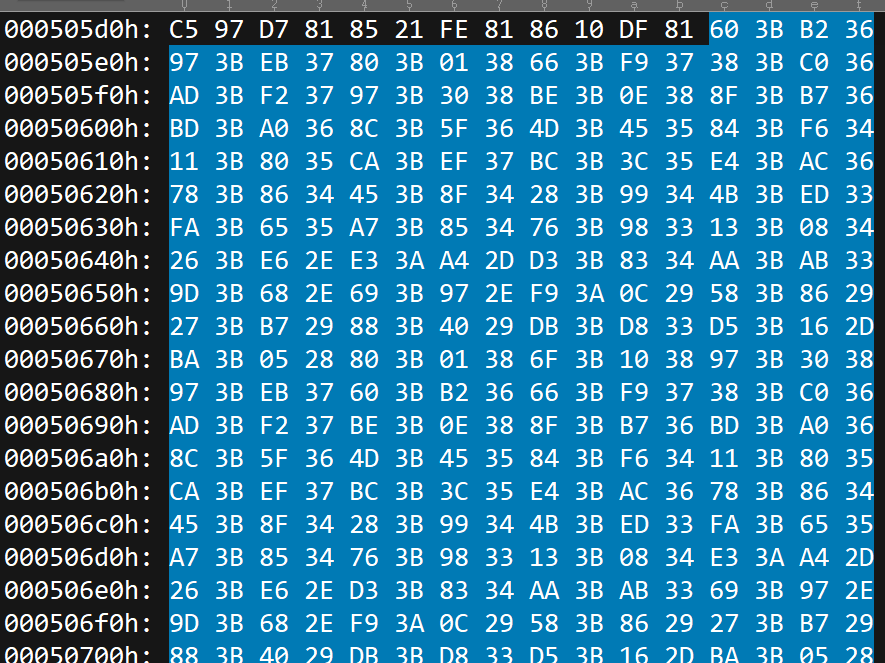 0 1 2 3 4 5 6 7 8 9 a b c d e f
000505d0h: C5 97 D7 81 85 21 FE 81 86 10 DF 81 60 3B B2 36
000505e0h: 97 3B EB 37 80 3B 01 38 66 3B F9 37 38 3B C0 36
000505f0h: AD 3B F2 37 97 3B 30 38 BE 3B 0E 38 8F 3B B7 36
00050600h: BD 3B A0 36 8C 3B 5F 36 4D 3B 45 35 84 3B F6 34
00050610h: 11 3B 80 35 CA 3B EF 37 BC 3B 3C 35 E4 3B AC 36
00050620h: 78 3B 86 34 45 3B 8F 34 28 3B 99 34 4B 3B ED 33
00050630h: FA 3B 65 35 A7 3B 85 34 76 3B 98 33 13 3B 08 34
00050640h: 26 3B E6 2E E3 3A A4 2D D3 3B 83 34 AA 3B AB 33
00050650h: 9D 3B 68 2E 69 3B 97 2E F9 3A 0C 29 58 3B 86 29
00050660h: 27 3B B7 29 88 3B 40 29 DB 3B D8 33 D5 3B 16 2D
00050670h: BA 3B 05 28 80 3B 01 38 6F 3B 10 38 97 3B 30 38
00050680h: 97 3B EB 37 60 3B B2 36 66 3B F9 37 38 3B C0 36
00050690h: AD 3B F2 37 BE 3B 0E 38 8F 3B B7 36 BD 3B A0 36
000506a0h: 8C 3B 5F 36 4D 3B 45 35 84 3B F6 34 11 3B 80 35
000506b0h: CA 3B EF 37 BC 3B 3C 35 E4 3B AC 36 78 3B 86 34
000506c0h: 45 3B 8F 34 28 3B 99 34 4B 3B ED 33 FA 3B 65 35
000506d0h: A7 3B 85 34 76 3B 98 33 13 3B 08 34 E3 3A A4 2D
000506e0h: 26 3B E6 2E D3 3B 83 34 AA 3B AB 33 69 3B 97 2E
000506f0h: 9D 3B 68 2E F9 3A 0C 29 58 3B 86 29 27 3B B7 29
00050700h: 88 3B 40 29 DB 3B D8 33 D5 3B 16 2D BA 3B 05 28